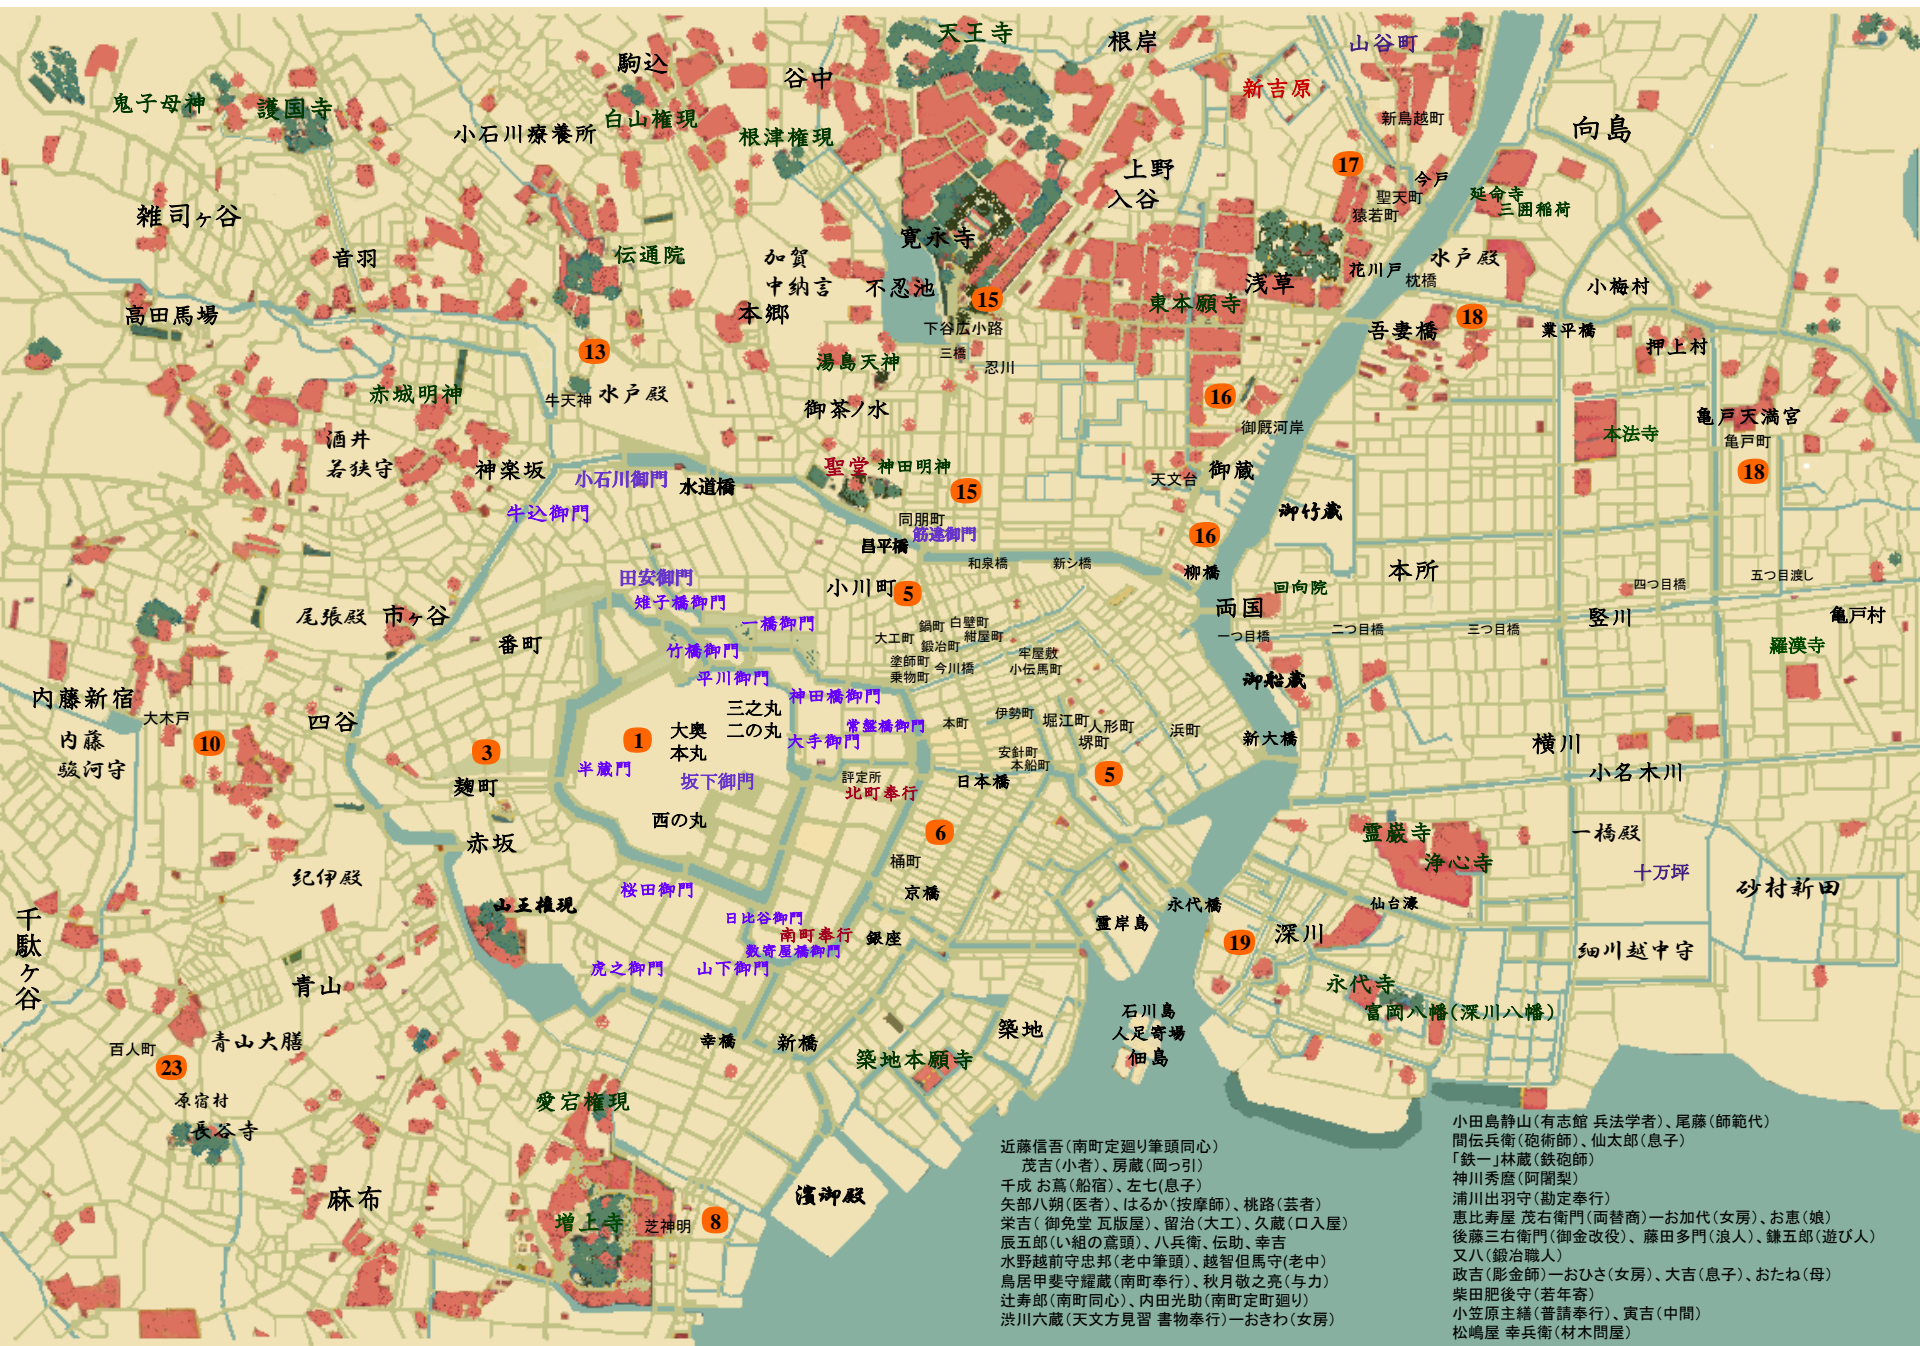 天王寺
根岸
山谷町
駒込
谷中
鬼子母神
護国寺
新吉原
白山権現
小石川療養所
根津権現
新鳥越町
向島
17
上野
入谷
今戸
聖天町
猿若町
延命寺
三囲稲荷
雑司ヶ谷
音羽
伝通院
加賀
中納言
寛永寺
不忍池
15
浅草
花川戸
水戸殿
枕橋
小梅村
高田馬場
本郷
東本願寺
下谷広小路
吾妻橋
18
業平橋
押上村
13
三橋
忍川
湯島天神
赤城明神
牛天神
水戸殿
御茶ノ水
16
御厩河岸
亀戸天満宮
亀戸町
本法寺
18
酒井
若狭守
神楽坂
小石川御門
水道橋
聖堂
神田明神
15
天文台
御蔵
牛込御門
同朋町
筋違御門
昌平橋
御竹蔵
16
和泉橋
新シ橋
柳橋
本所
田安御門
雉子橋御門
小川町
5
回向院
両国
四つ目橋
五つ目渡し
尾張殿
市ヶ谷
番町
一橋御門
竹橋御門
大工町
鍋町
白壁町
紺屋町
鍛冶町
塗師町
乗物町
今川橋
牢屋敷
小伝馬町
一つ目橋
二つ目橋
三つ目橋
竪川
亀戸村
羅漢寺
平川御門
神田橋御門
御船蔵
内藤新宿
大木戸
四谷
三之丸
二の丸
大奥
本丸
1
常盤橋御門
大手御門
本町
伊勢町
堀江町
人形町
堺町
浜町
新大橋
内藤
駿河守
10
3
半蔵門
坂下御門
評定所
北町奉行
安針町
本船町
日本橋
5
横川
小名木川
麹町
西の丸
6
赤坂
霊厳寺
浄心寺
一橋殿
十万坪
砂村新田
桶町
京橋
紀伊殿
桜田御門
山王権現
日比谷御門
南町奉行
数寄屋橋御門
銀座
霊岸島
永代橋
仙台濠
19
深川
細川越中守
千駄ヶ谷
虎之御門
山下御門
青山
永代寺
富岡八幡(深川八幡)
石川島
人足寄場
佃島
築地
青山大膳
百人町
23
幸橋
新橋
築地本願寺
原宿村
長谷寺
愛宕権現
麻布
増上寺
芝神明
8
濱御殿
近藤信吾(南町定廻り筆頭同心)
茂吉(小者)、房蔵(岡っ引)
千成 お蔦(船宿)、左七(息子)
矢部八朔(医者)、はるか(按摩師)、桃路(芸者)
栄吉( 御免堂 瓦版屋)、留治(大工)、久蔵(口入屋)
辰五郎(い組の鳶頭)、八兵衛、伝助、幸吉
水野越前守忠邦(老中筆頭)、越智但馬守(老中)
鳥居甲斐守耀蔵(南町奉行)、秋月敬之亮(与力)
辻寿郎(南町同心)、内田光助(南町定町廻り)
渋川六蔵(天文方見習 書物奉行)ーおきわ(女房)
小田島静山(有志館 兵法学者)、尾藤(師範代)
間伝兵衛(砲術師)、仙太郎(息子)
「鉄一」林蔵(鉄砲師)
神川秀麿(阿闍梨)
浦川出羽守(勘定奉行)
恵比寿屋 茂右衛門(両替商)ーお加代(女房)、お恵(娘)
後藤三右衛門(御金改役)、藤田多門(浪人)、鎌五郎(遊び人)
又八(鍛冶職人)
政吉(彫金師)ーおひさ(女房)、大吉(息子)、おたね(母)
柴田肥後守(若年寄)
小笠原主繕(普請奉行)、寅吉(中間)
松嶋屋 幸兵衛(材木問屋)